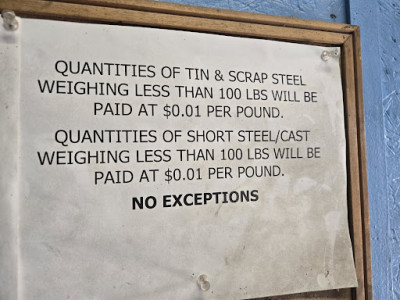 QUANTITIES OF TIN & SCRAP STEEL
WEIGHING LESS THAN 100 LBS WILL BE
PAID AT $0.01 PER POUND.
QUANTITIES OF SHORT STEEL/CAST
WEIGHING LESS THAN 100 LBS WILL BE
PAID AT $0.01 PER POUND.
NO EXCEPTIONS